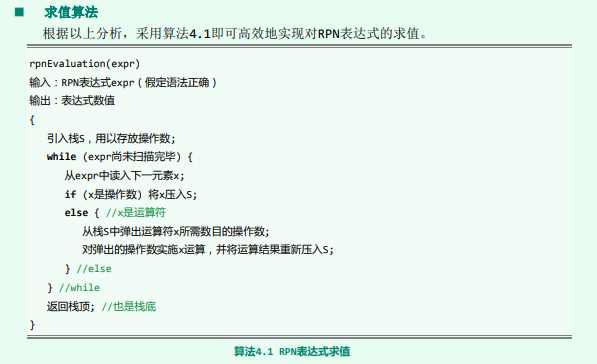 ■ 求值算法
根据以上分析，采用算法4.1即可高效地实现对RPN表达式的求值。
rpnEvaluation(expr)
输入：RPN表达式expr（假定语法正确）
输出：表达式数值
{
引入栈S，用以存放操作数;
while (expr尚未扫描完毕) {
从expr中读入下一元素x;
if (x是操作数) 将x压入S;
else { //x是运算符
从栈S中弹出运算符x所需数目的操作数;
对弹出的操作数实施x运算，并将运算结果重新压入S;
} //else
} //while
返回栈顶; //也是栈底
}
算法4.1 RPN表达式求值